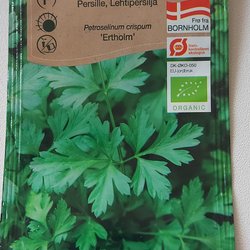 Persille, Lehtipersilja
Petroselinum crispum
'Ertholm'
Frø fra
BORNHOLM
Ø
DK-ØKO-050
EU-jordbrug
ORGANIC